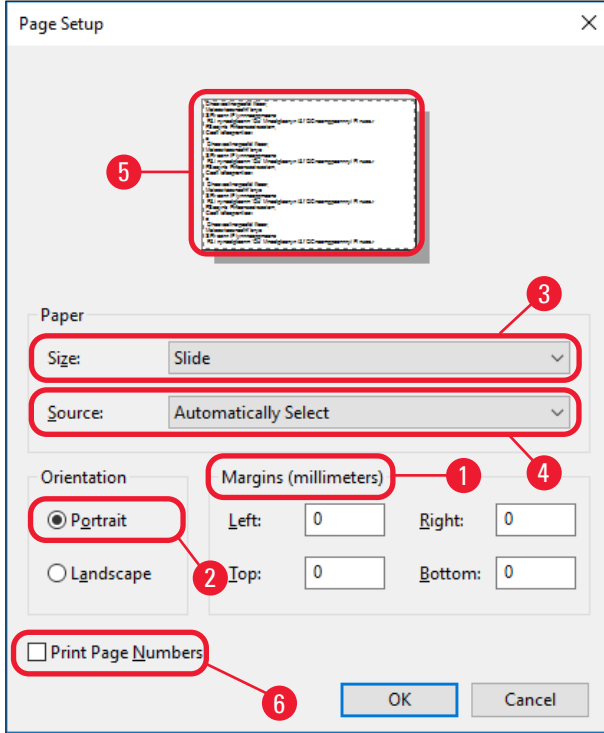 Page Setup
5
3
Paper
Size: Slide
Source: Automatically Select
4
Orientation
Margins (millimeters)
1
Portrait
Left: 0 Right: 0
2
Landscape
Top: 0 Bottom: 0
Print Page Numbers
6
OK Cancel